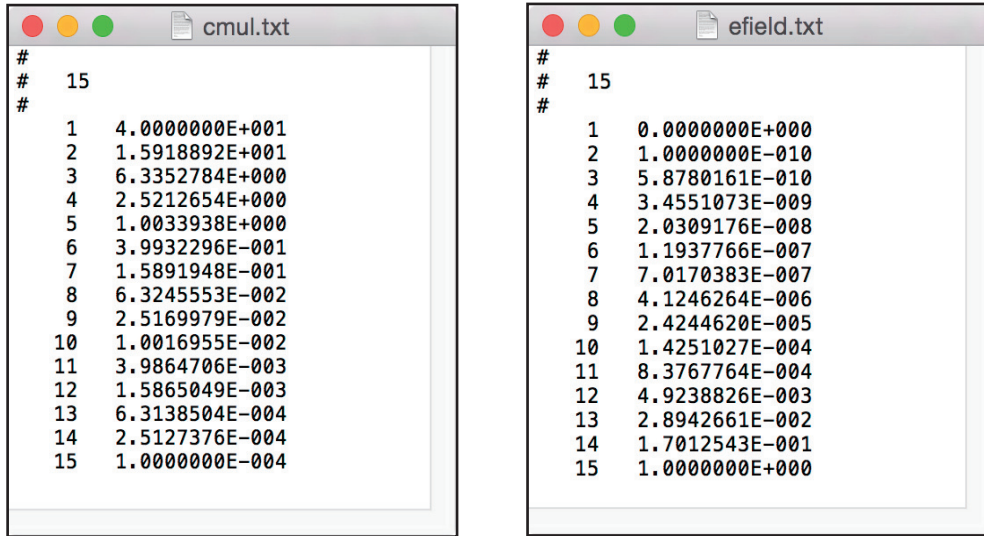 cmul.txt
#
# 15
#
1 4.0000000E+001
2 1.5918892E+001
3 6.3352784E+000
4 2.5212654E+000
5 1.0033938E+000
6 3.9932296E-001
7 1.5891948E-001
8 6.3245553E-002
9 2.5169979E-002
10 1.0016955E-002
11 3.9864706E-003
12 1.5865049E-003
13 6.3138504E-004
14 2.5127376E-004
15 1.0000000E-004
efield.txt
#
# 15
#
1 0.0000000E+000
2 1.0000000E-010
3 5.8780161E-010
4 3.4551073E-009
5 2.0309176E-008
6 1.1937766E-007
7 7.0170383E-007
8 4.1246264E-006
9 2.4244620E-005
10 1.4251027E-004
11 8.3767764E-004
12 4.9238826E-003
13 2.8942661E-002
14 1.7012543E-001
15 1.0000000E+000